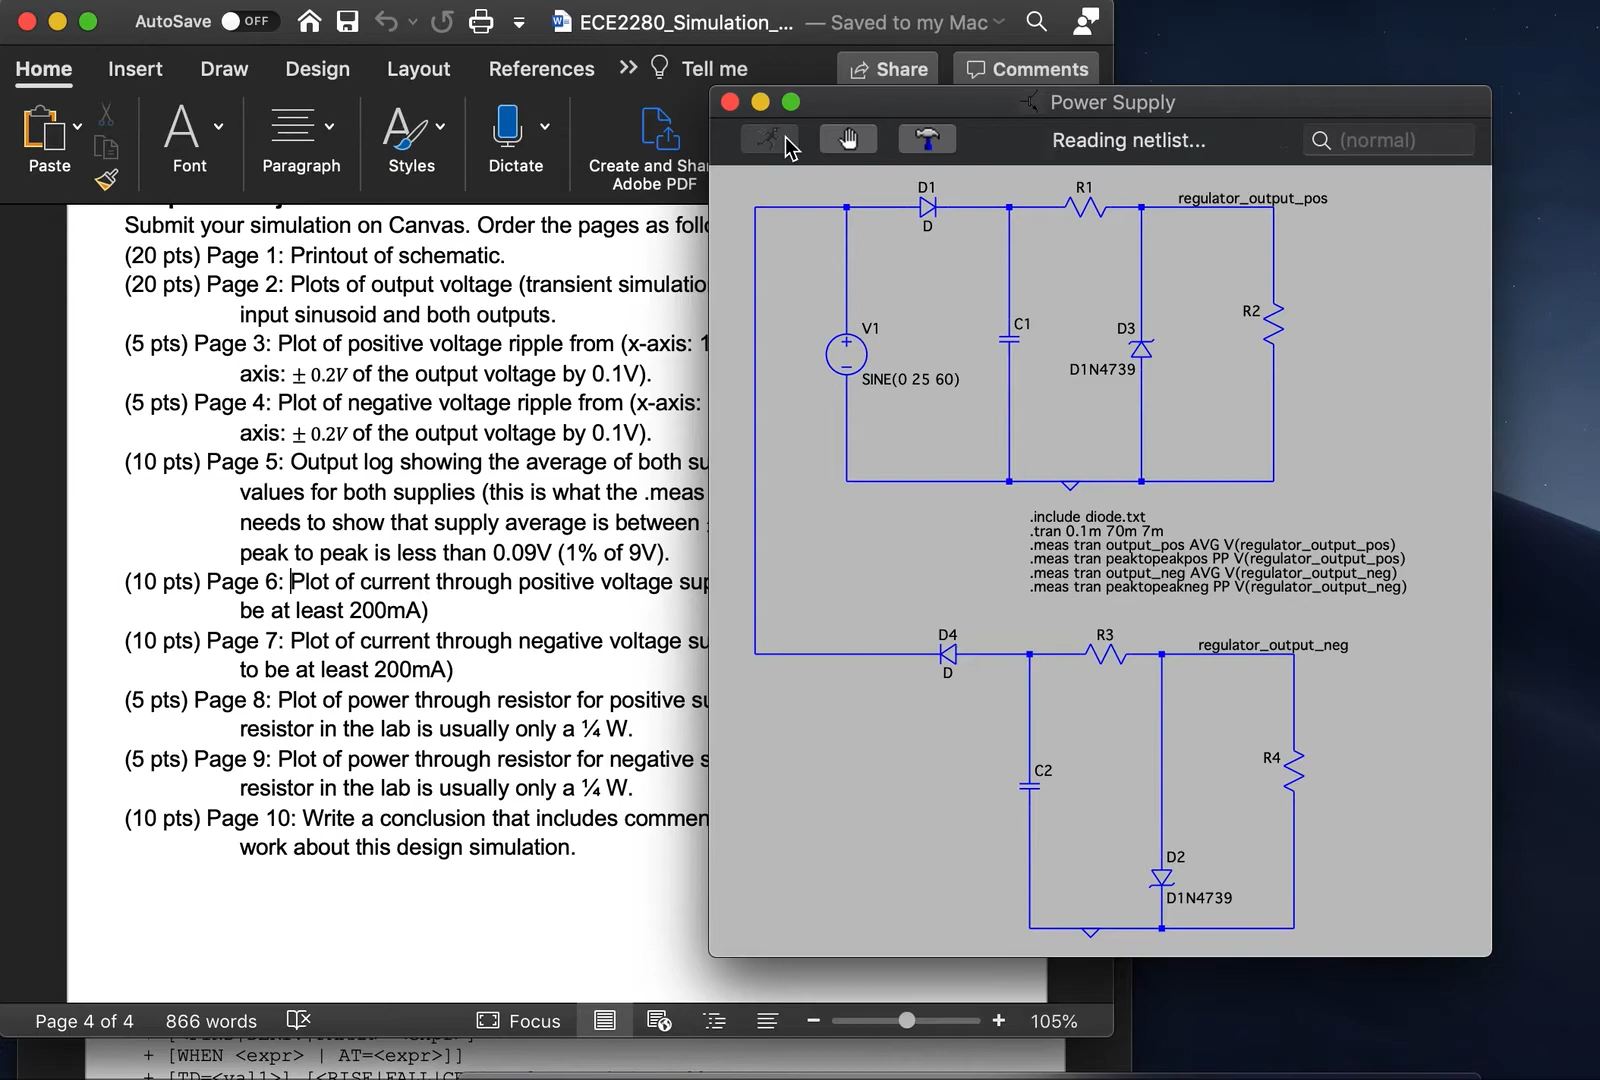 AutoSave OFF ECE2280_Simulation_... — Saved to my Mac
Home Insert Draw Design Layout References Tell me Share Comments
Paste Font Paragraph Styles Dictate Create and Sha
Adobe PDF
Submit your simulation on Canvas. Order the pages as follo
(20 pts) Page 1: Printout of schematic.
(20 pts) Page 2: Plots of output voltage (transient simulatio
input sinusoid and both outputs.
(5 pts) Page 3: Plot of positive voltage ripple from (x-axis: 1
axis: ± 0.2V of the output voltage by 0.1V).
(5 pts) Page 4: Plot of negative voltage ripple from (x-axis:
axis: ± 0.2V of the output voltage by 0.1V).
(10 pts) Page 5: Output log showing the average of both su
values for both supplies (this is what the .meas
needs to show that supply average is between
peak to peak is less than 0.09V (1% of 9V).
(10 pts) Page 6: Plot of current through positive voltage sup
be at least 200mA)
(10 pts) Page 7: Plot of current through negative voltage su
to be at least 200mA)
(5 pts) Page 8: Plot of power through resistor for positive su
resistor in the lab is usually only a ¼ W.
(5 pts) Page 9: Plot of power through resistor for negative s
resistor in the lab is usually only a ¼ W.
(10 pts) Page 10: Write a conclusion that includes commen
work about this design simulation.
Page 4 of 4 866 words Focus 105%
+ [WHEN <expr> | AT=<expr>]]
Power Supply
Reading netlist... (normal)
D1
D
R1
regulator_output_pos
V1
SINE(0 25 60)
C1
D3
D1N4739
R2
.include diode.txt
.tran 0.1m 70m 7m
.meas tran output_pos AVG V(regulator_output_pos)
.meas tran peaktopeakpos PP V(regulator_output_pos)
.meas tran output_neg AVG V(regulator_output_neg)
.meas tran peaktopeakneg PP V(regulator_output_neg)
D4
D
R3
regulator_output_neg
C2
R4
D2
D1N4739